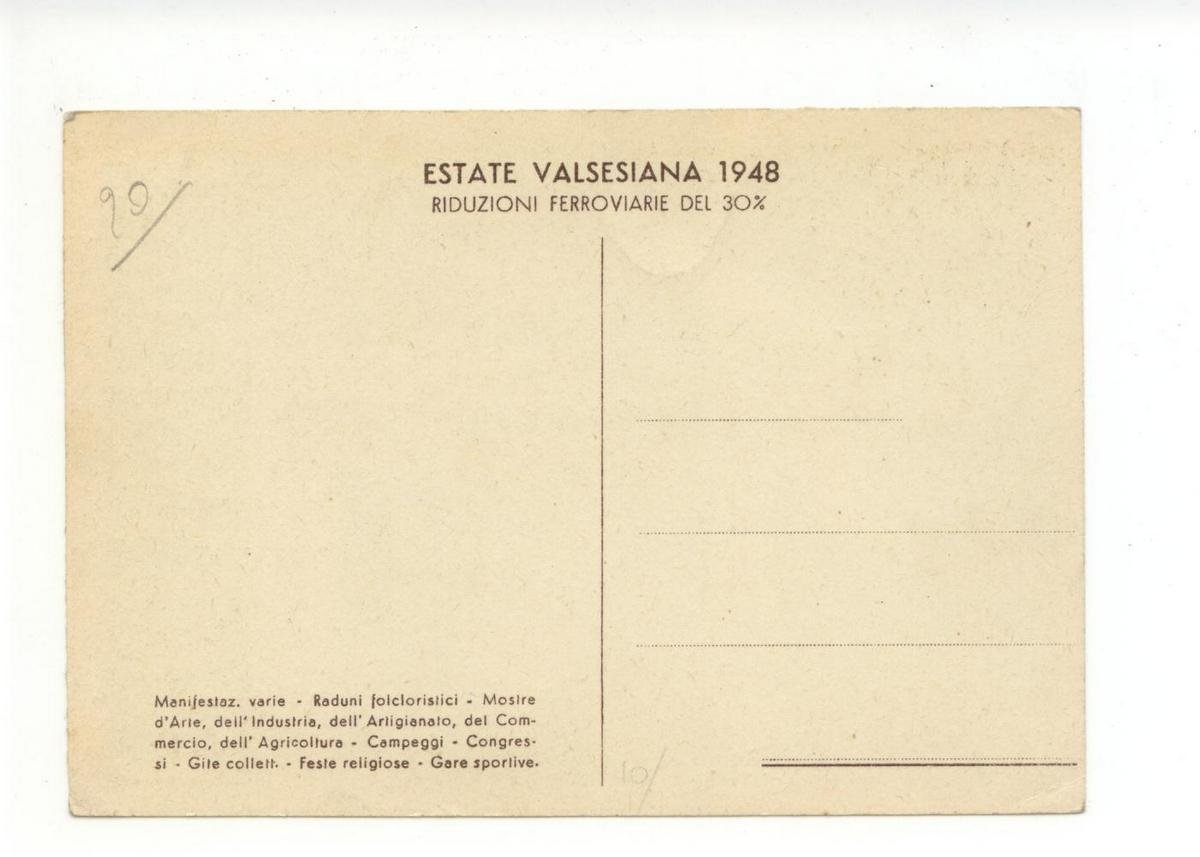 ESTATE VALSESIANA 1948
RIDUZIONI FERROVIARIE DEL 30%
90/
Manifestaz. varie - Raduni folcloristici - Mostre
d'Arte, dell'Industria, dell'Artigianato, del Com-
mercio, dell'Agricoltura - Campeggi - Congres-
si - Gite collett. - Feste religiose - Gare sportive.
10/